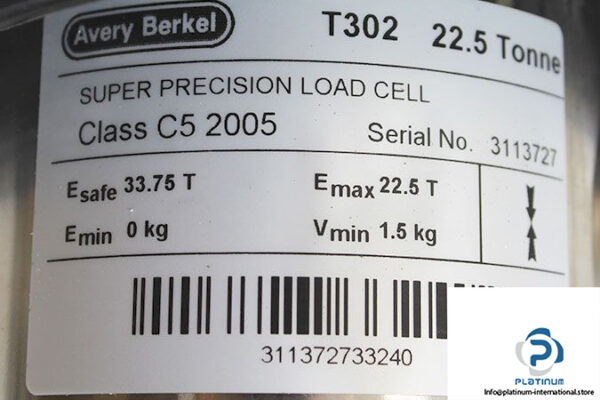 Avery Berkel T302 22.5 Tonne
SUPER PRECISION LOAD CELL
Class C5 2005 Serial No. 3113727
Esafe 33.75 T Emax 22.5 T
Emin 0 kg Vmin 1.5 kg
311372733240
PLATINUM
Info@platinum-international.store